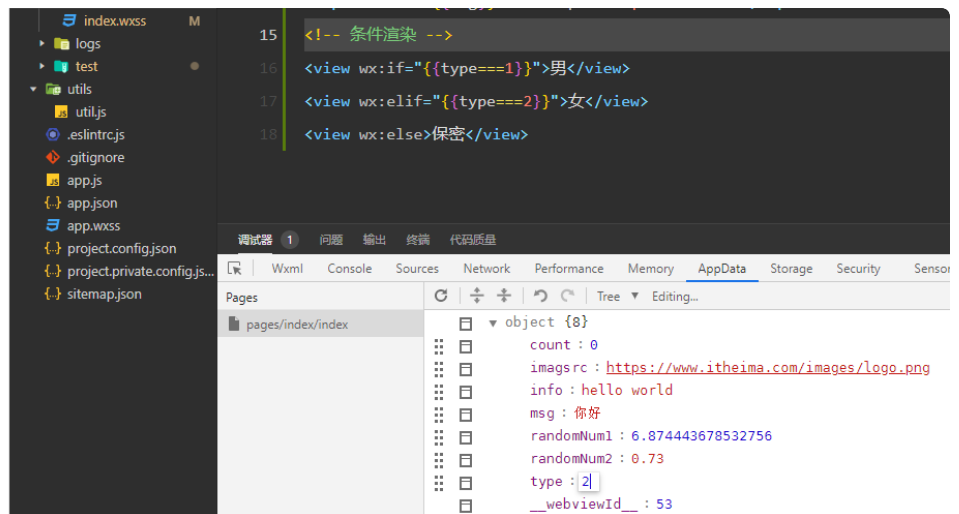 index.wxss M
logs
test
utils
util.js
.eslintrc.js
.gitignore
app.js
app.json
app.wxss
project.config.json
project.private.config.js...
sitemap.json
15 <!-- 条件渲染 -->
16 <view wx:if="{{type===1}}">男</view>
17 <view wx:elif="{{type===2}}">女</view>
18 <view wx:else>保密</view>
调试器 1 问题 输出 终端 代码质量
Wxml Console Sources Network Performance Memory AppData Storage Security Sensor
Pages
pages/index/index
Tree ▼ Editing...
▼ object {8}
count : 0
imagsrc : https://www.itheima.com/images/logo.png
info : hello world
msg : 你好
randomNum1 : 6.874443678532756
randomNum2 : 0.73
type : 2
__webviewId__ : 53